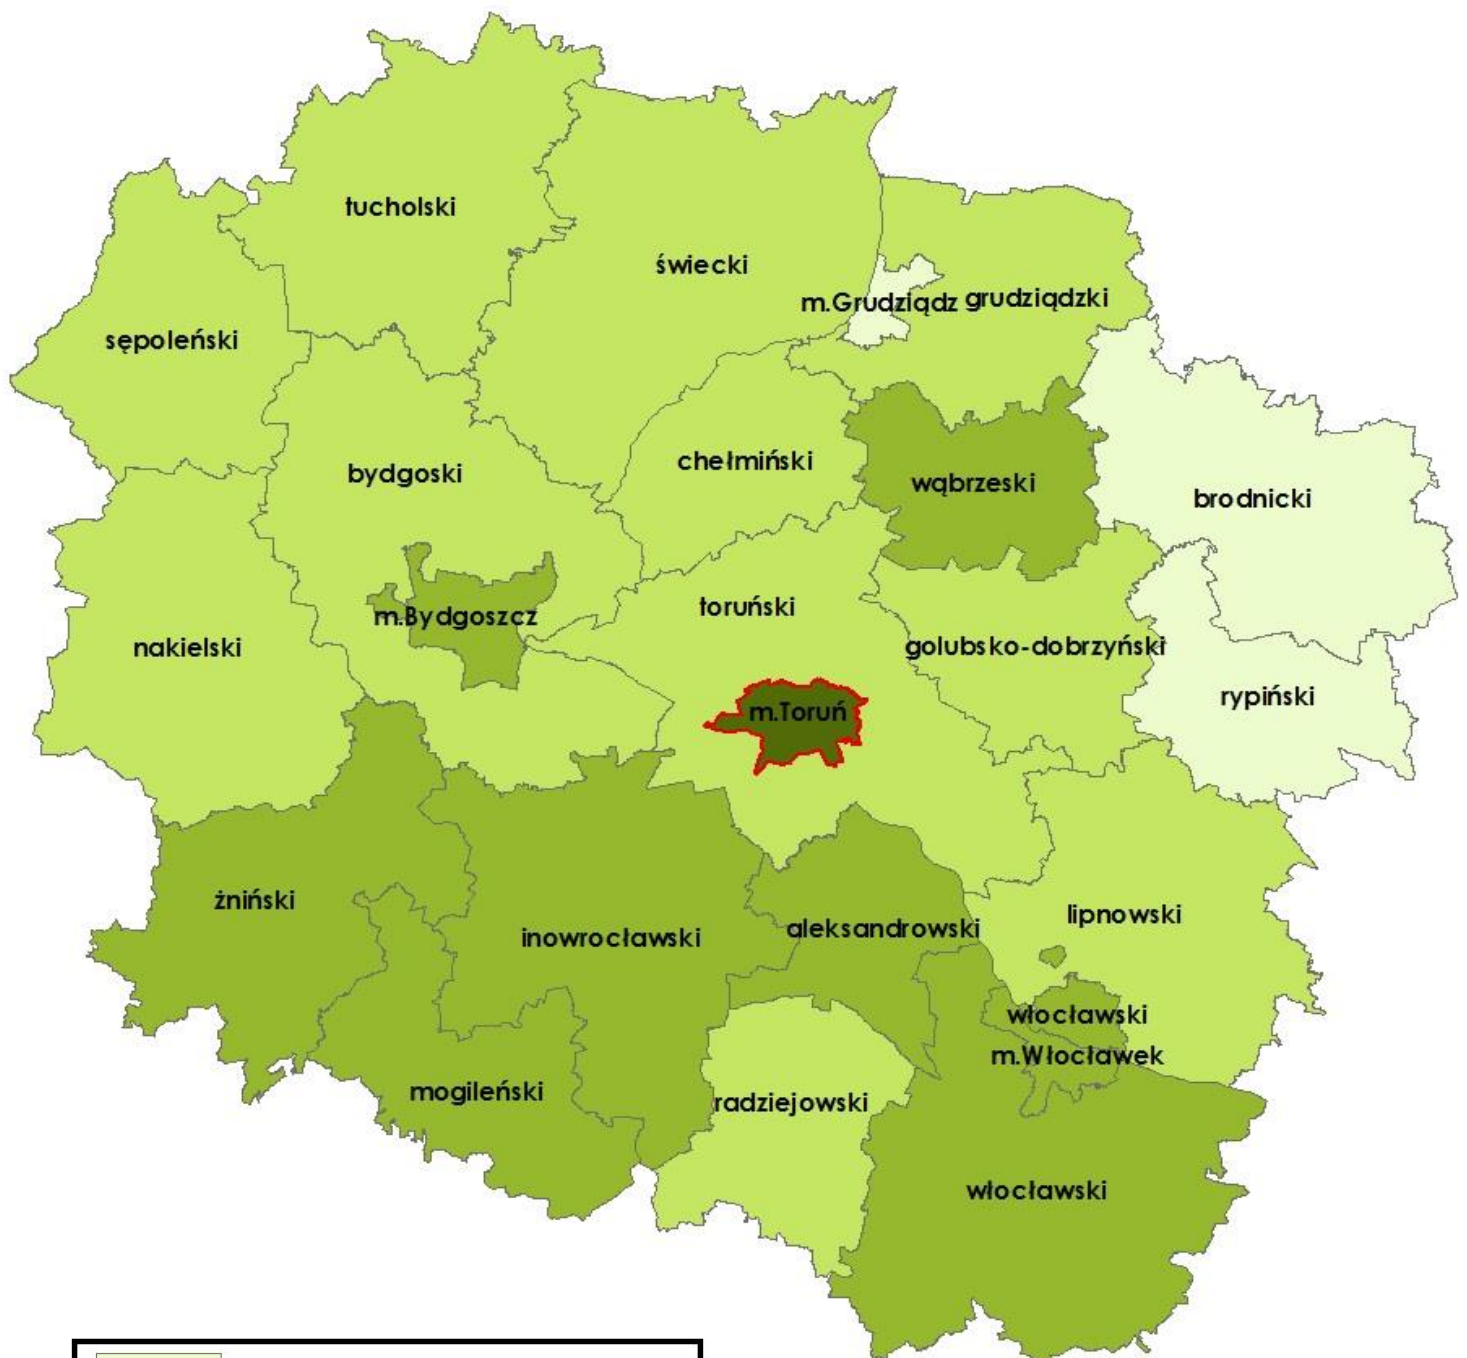 tucholski
świecki
m.Grudziądz grudziądzki
sępoleński
chełmiński
bydgoski
wąbrzeski
brodnicki
toruński
m.Bydgoszcz
nakielski
golubsko-dobrzyński
rypiński
m.Toruń
żniński
lipnowski
aleksandrowski
inowrocławski
włocławski
m.Włocławek
mogileński
radziejowski
włocławski